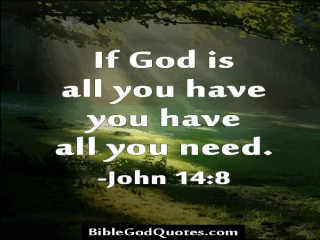 If God is
all you have
you have
all you need.
-John 14:8
BibleGodQuotes.com